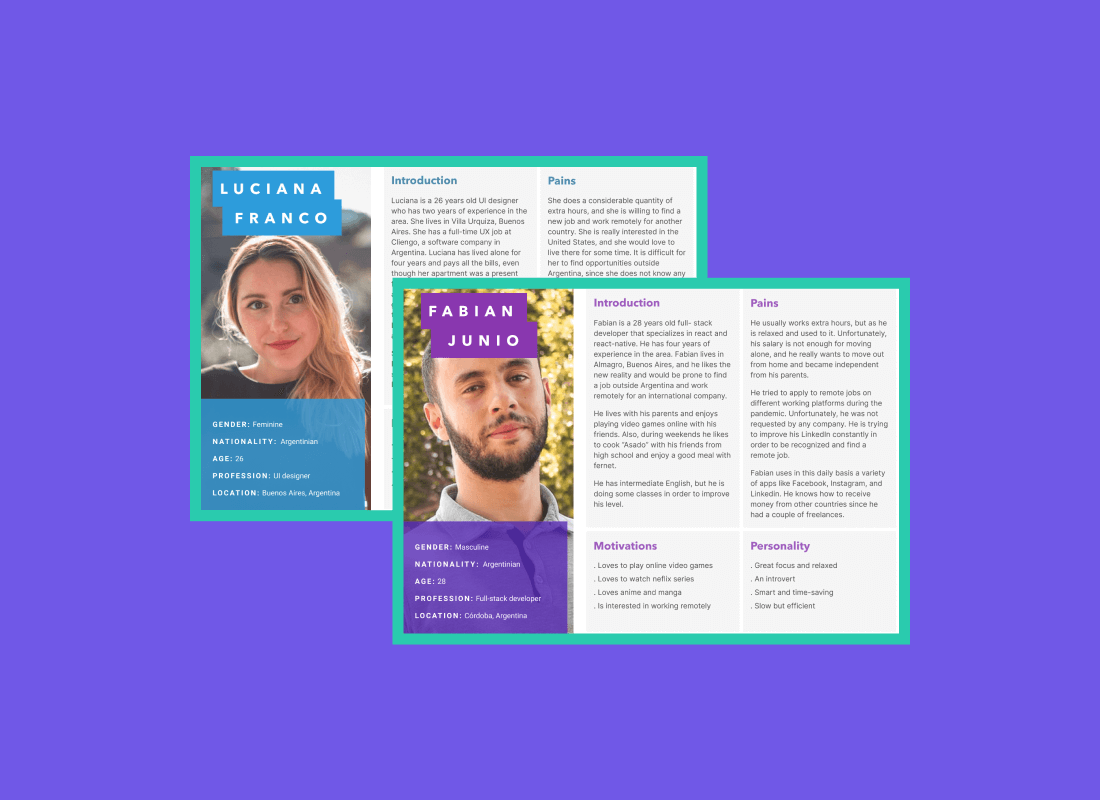 LUCIANA
FRANCO
GENDER: Feminine
NATIONALITY: Argentinian
AGE: 26
PROFESSION: UI designer
LOCATION: Buenos Aires, Argentina
Introduction
Luciana is a 26 years old UI designer
who has two years of experience in the
area. She lives in Villa Urquiza, Buenos
Aires. She has a full-time UX job at
Cliengo, a software company in
Argentina. Luciana has lived alone for
four years and pays all the bills, even
though her apartment was a present
Pains
She does a considerable quantity of
extra hours, and she is willing to find a
new job and work remotely for another
country. She is really interested in the
United States, and she would love to
live there for some time. It is difficult for
her to find opportunities outside
Argentina, since she does not know any
FABIAN
JUNIO
GENDER: Masculine
NATIONALITY: Argentinian
AGE: 28
PROFESSION: Full-stack developer
LOCATION: Córdoba, Argentina
Introduction
Fabian is a 28 years old full- stack
developer that specializes in react and
react-native. He has four years of
experience in the area. Fabian lives in
Almagro, Buenos Aires, and he likes the
new reality and would be prone to find
a job outside Argentina and work
remotely for an international company.
He lives with his parents and enjoys
playing video games online with his
friends. Also, during weekends he likes
to cook "Asado" with his friends from
high school and enjoy a good meal with
fernet.
He has intermediate English, but he is
doing some classes in order to improve
his level.
Pains
He usually works extra hours, but as he
is relaxed and used to it. Unfortunately,
his salary is not enough for moving
alone, and he really wants to move out
from home and became independent
from his parents.
He tried to apply to remote jobs on
different working platforms during the
pandemic. Unfortunately, he was not
requested by any company. He is trying
to improve his LinkedIn constantly in
order to be recognized and find a
remote job.
Fabian uses in this daily basis a variety
of apps like Facebook, Instagram, and
Linkedin. He knows how to receive
money from other countries since he
had a couple of freelances.
Motivations
. Loves to play online video games
. Loves to watch neflix series
. Loves anime and manga
. Is interested in working remotely
Personality
. Great focus and relaxed
. An introvert
. Smart and time-saving
. Slow but efficient